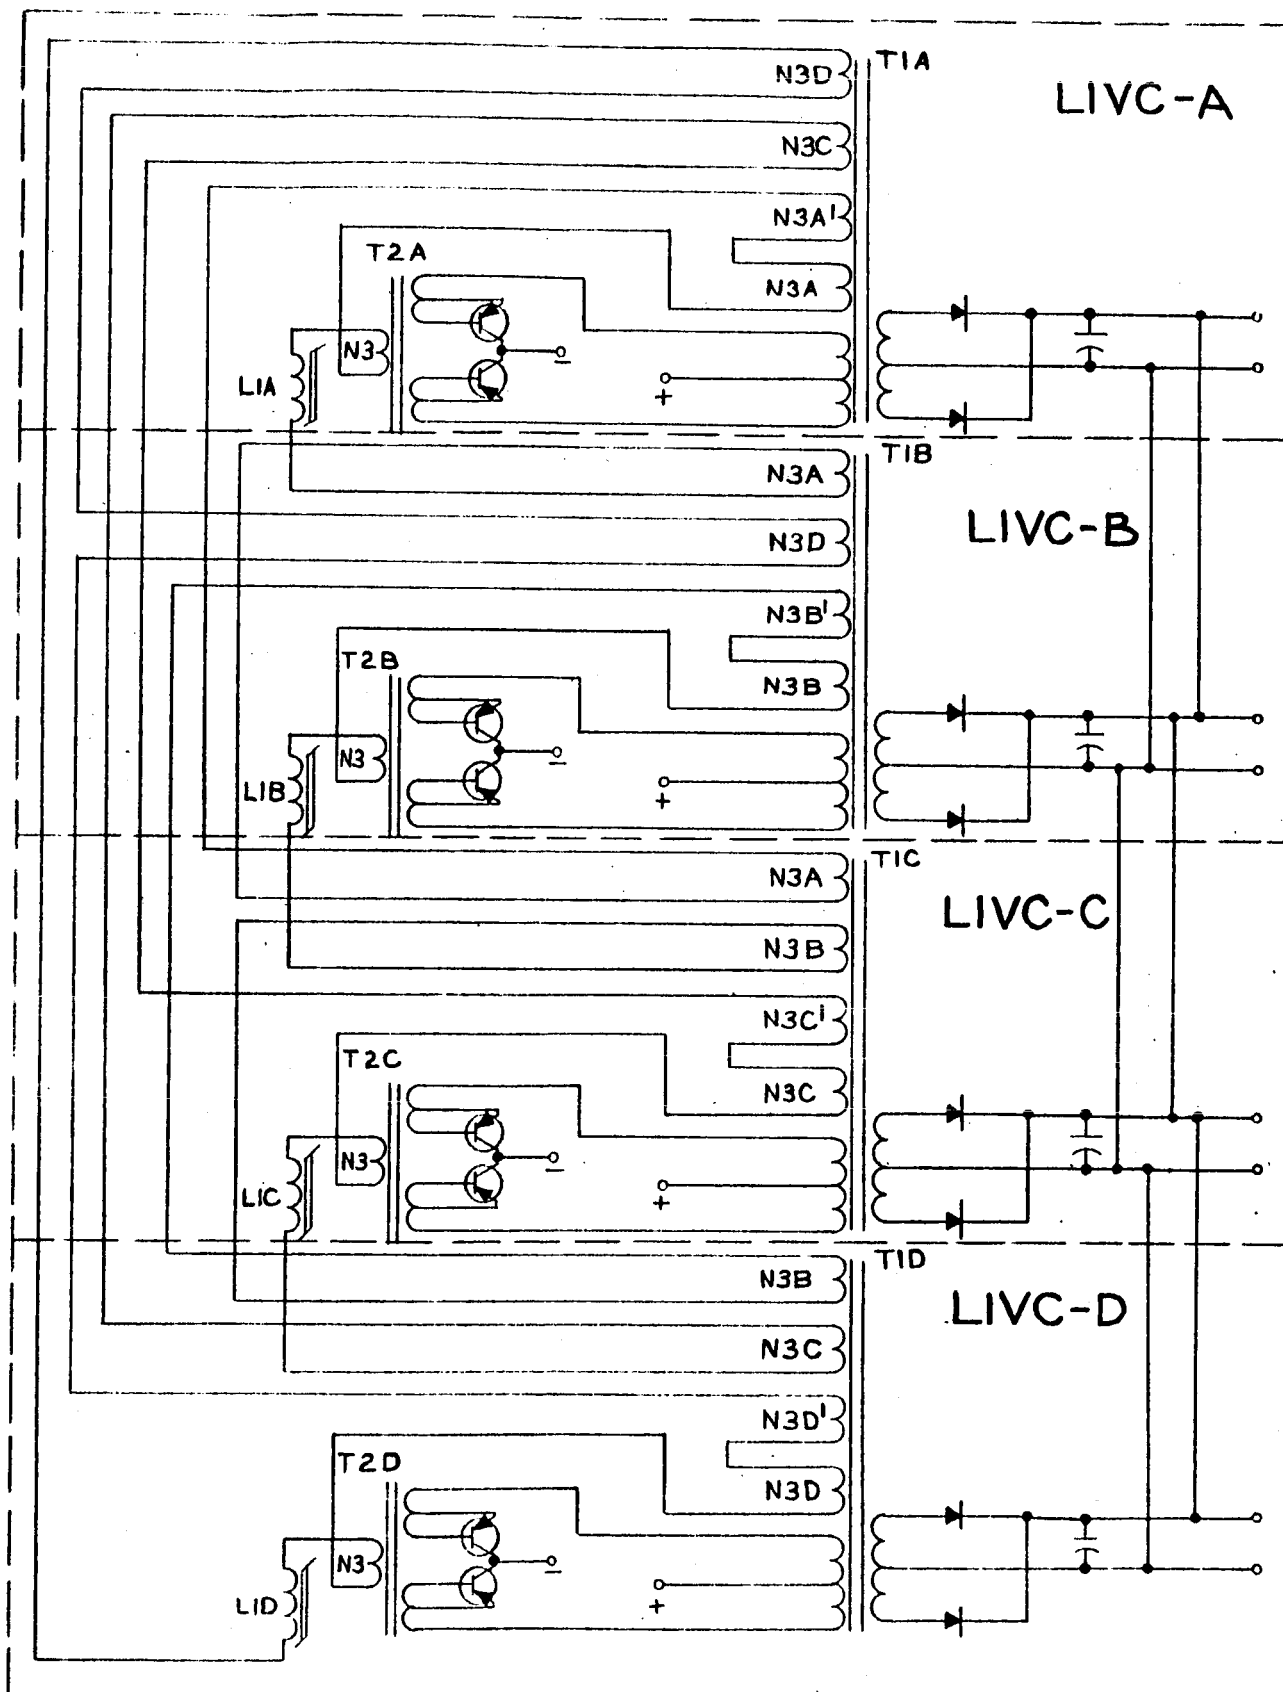 T1A
N3D
LIVC-A
N3C
N3A'
T2A
N3A
N3
L1A
−
+
T1B
N3A
LIVC-B
N3D
N3B'
T2B
N3B
N3
L1B
−
+
T1C
N3A
LIVC-C
N3B
N3C'
T2C
N3C
N3
L1C
−
+
T1D
N3B
LIVC-D
N3C
N3D'
T2D
N3D
N3
L1D
−
+